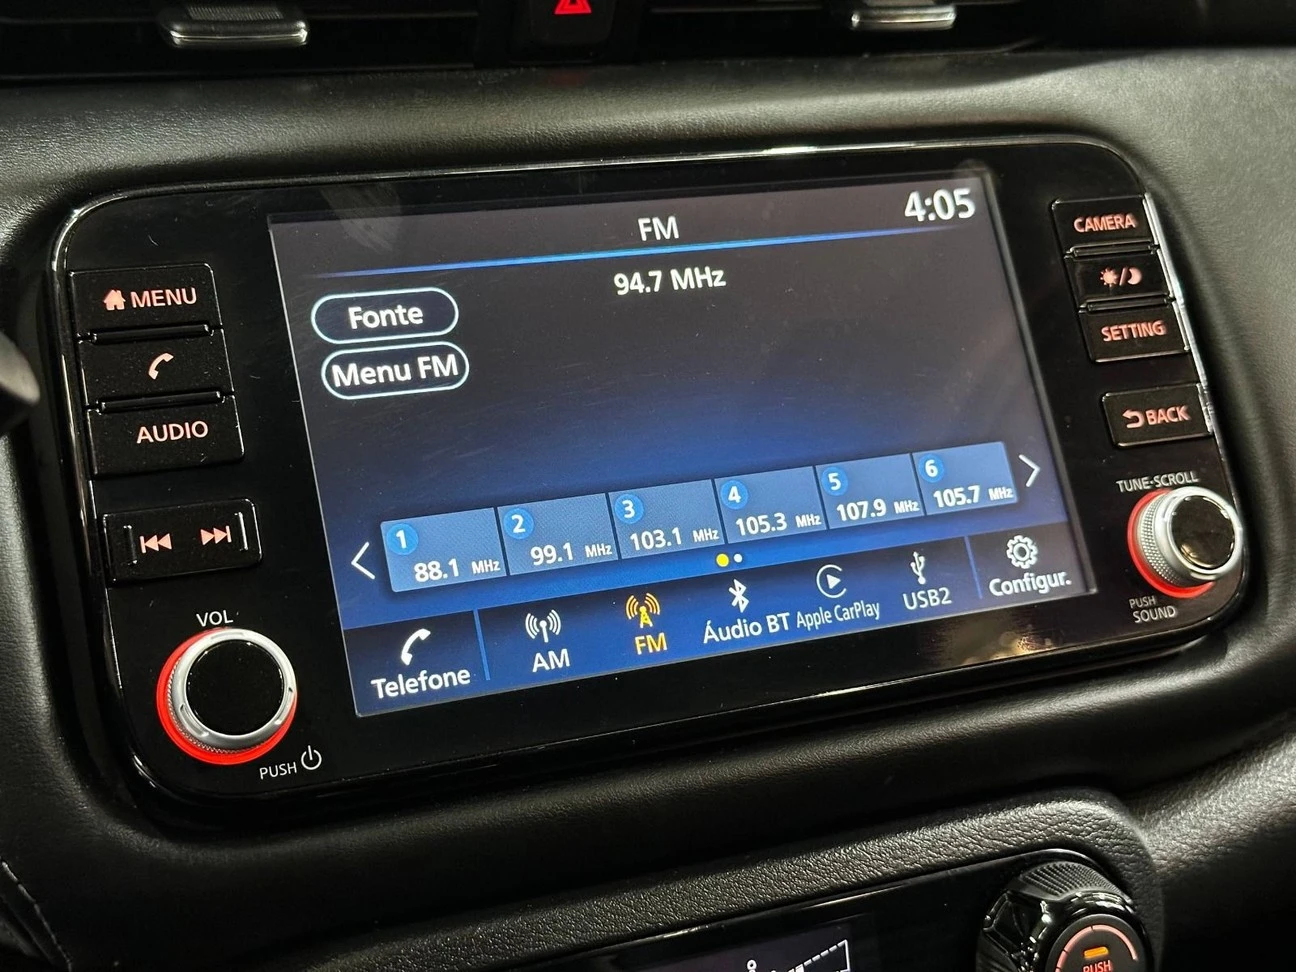 FM
4:05
94.7 MHz
Fonte
Menu FM
1
88.1 MHz
2
99.1 MHz
3
103.1 MHz
4
105.3 MHz
5
107.9 MHz
6
105.7 MHz
Telefone
AM
FM
Áudio BT
Apple CarPlay
USB2
Configur.
MENU
AUDIO
VOL
PUSH
CAMERA
SETTING
BACK
TUNE·SCROLL
PUSH
SOUND
PUSH